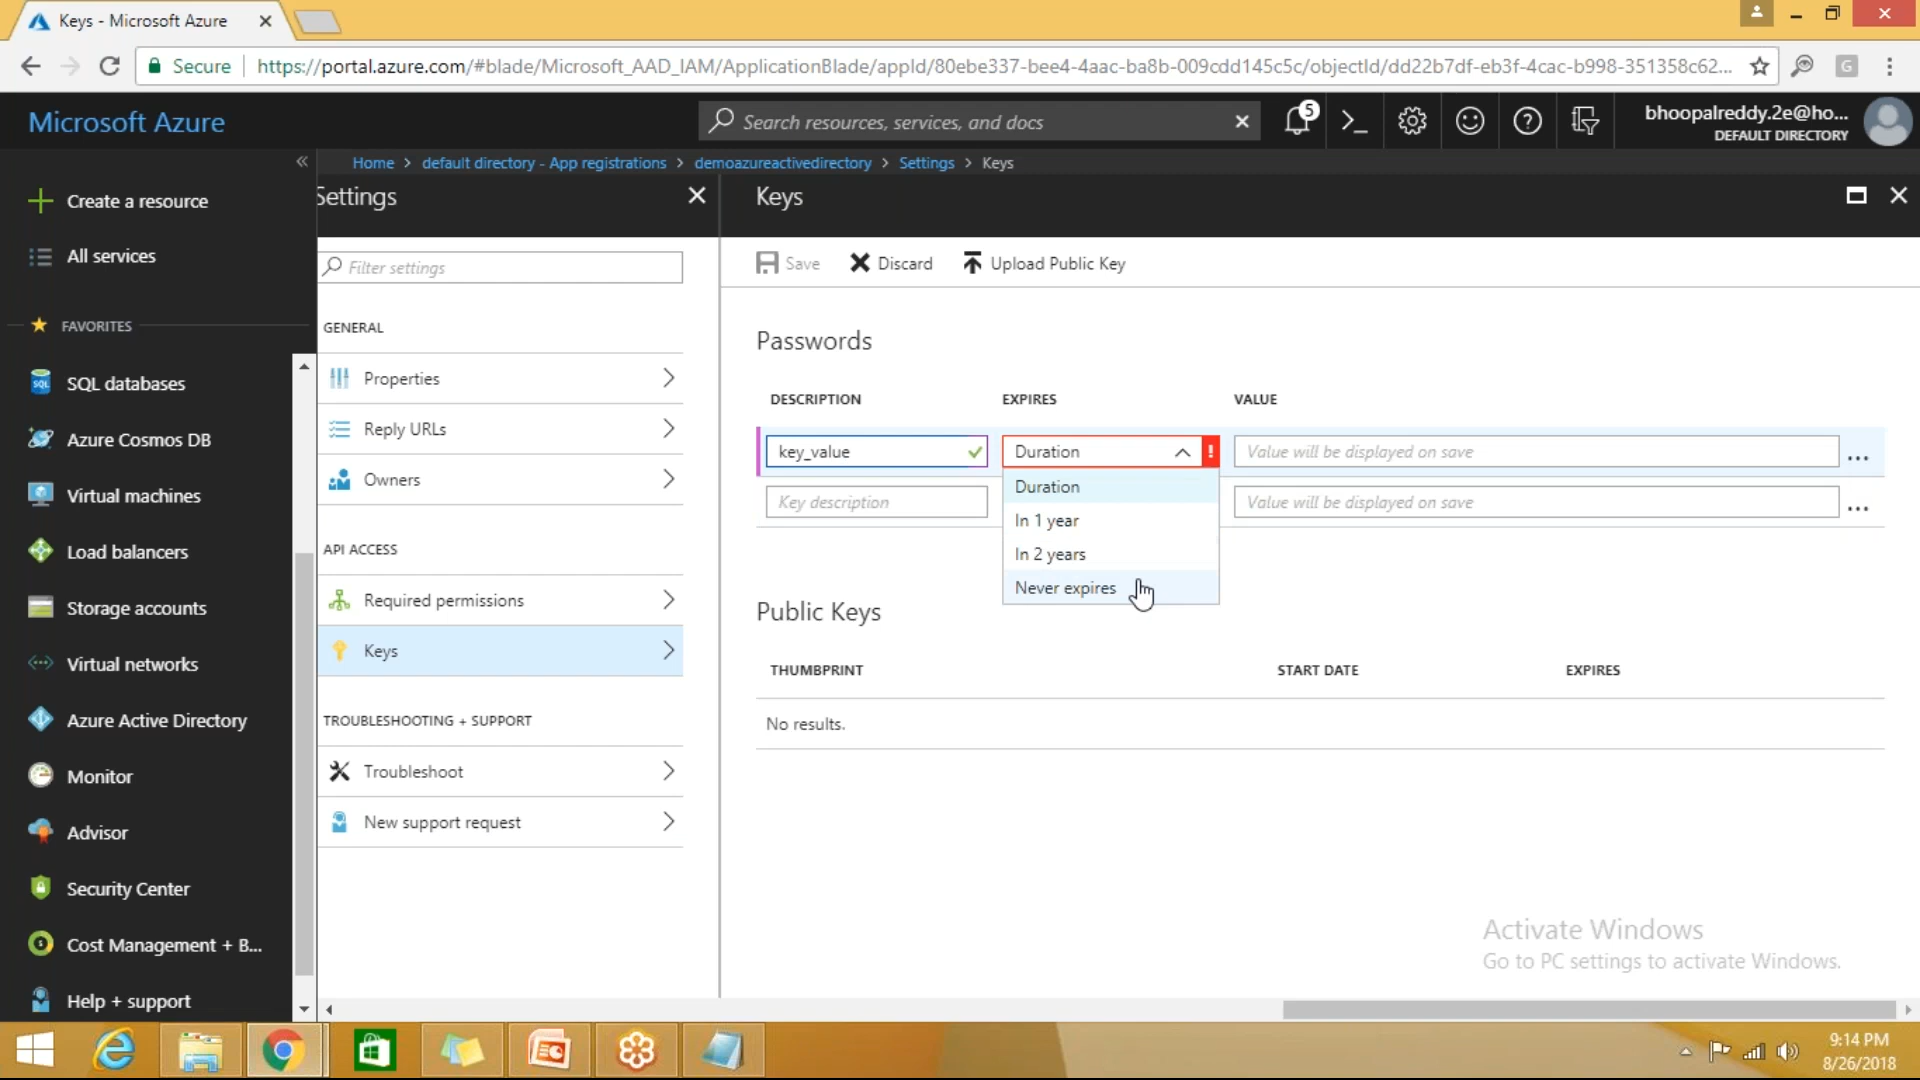 Keys - Microsoft Azure
Secure
https://portal.azure.com/#blade/Microsoft_AAD_IAM/ApplicationBlade/appId/80ebe337-bee4-4aac-ba8b-009cdd145c5c/objectId/dd22b7df-eb3f-4cac-b998-351358c62...
G
Microsoft Azure
Search resources, services, and docs
5
bhoopalreddy.2e@ho...
DEFAULT DIRECTORY
Home > default directory - App registrations > demoazureactivedirectory > Settings > Keys
Create a resource
All services
FAVORITES
SQL databases
Azure Cosmos DB
Virtual machines
Load balancers
Storage accounts
Virtual networks
Azure Active Directory
Monitor
Advisor
Security Center
Cost Management + B...
Help + support
Settings
Filter settings
GENERAL
Properties
Reply URLs
Owners
API ACCESS
Required permissions
Keys
TROUBLESHOOTING + SUPPORT
Troubleshoot
New support request
Keys
Save Discard Upload Public Key
Passwords
DESCRIPTION EXPIRES VALUE
key_value Duration ! Value will be displayed on save ...
Duration
Key description Value will be displayed on save ...
In 1 year
In 2 years
Never expires
Public Keys
THUMBPRINT START DATE EXPIRES
No results.
Activate Windows
Go to PC settings to activate Windows.
9:14 PM
8/26/2018